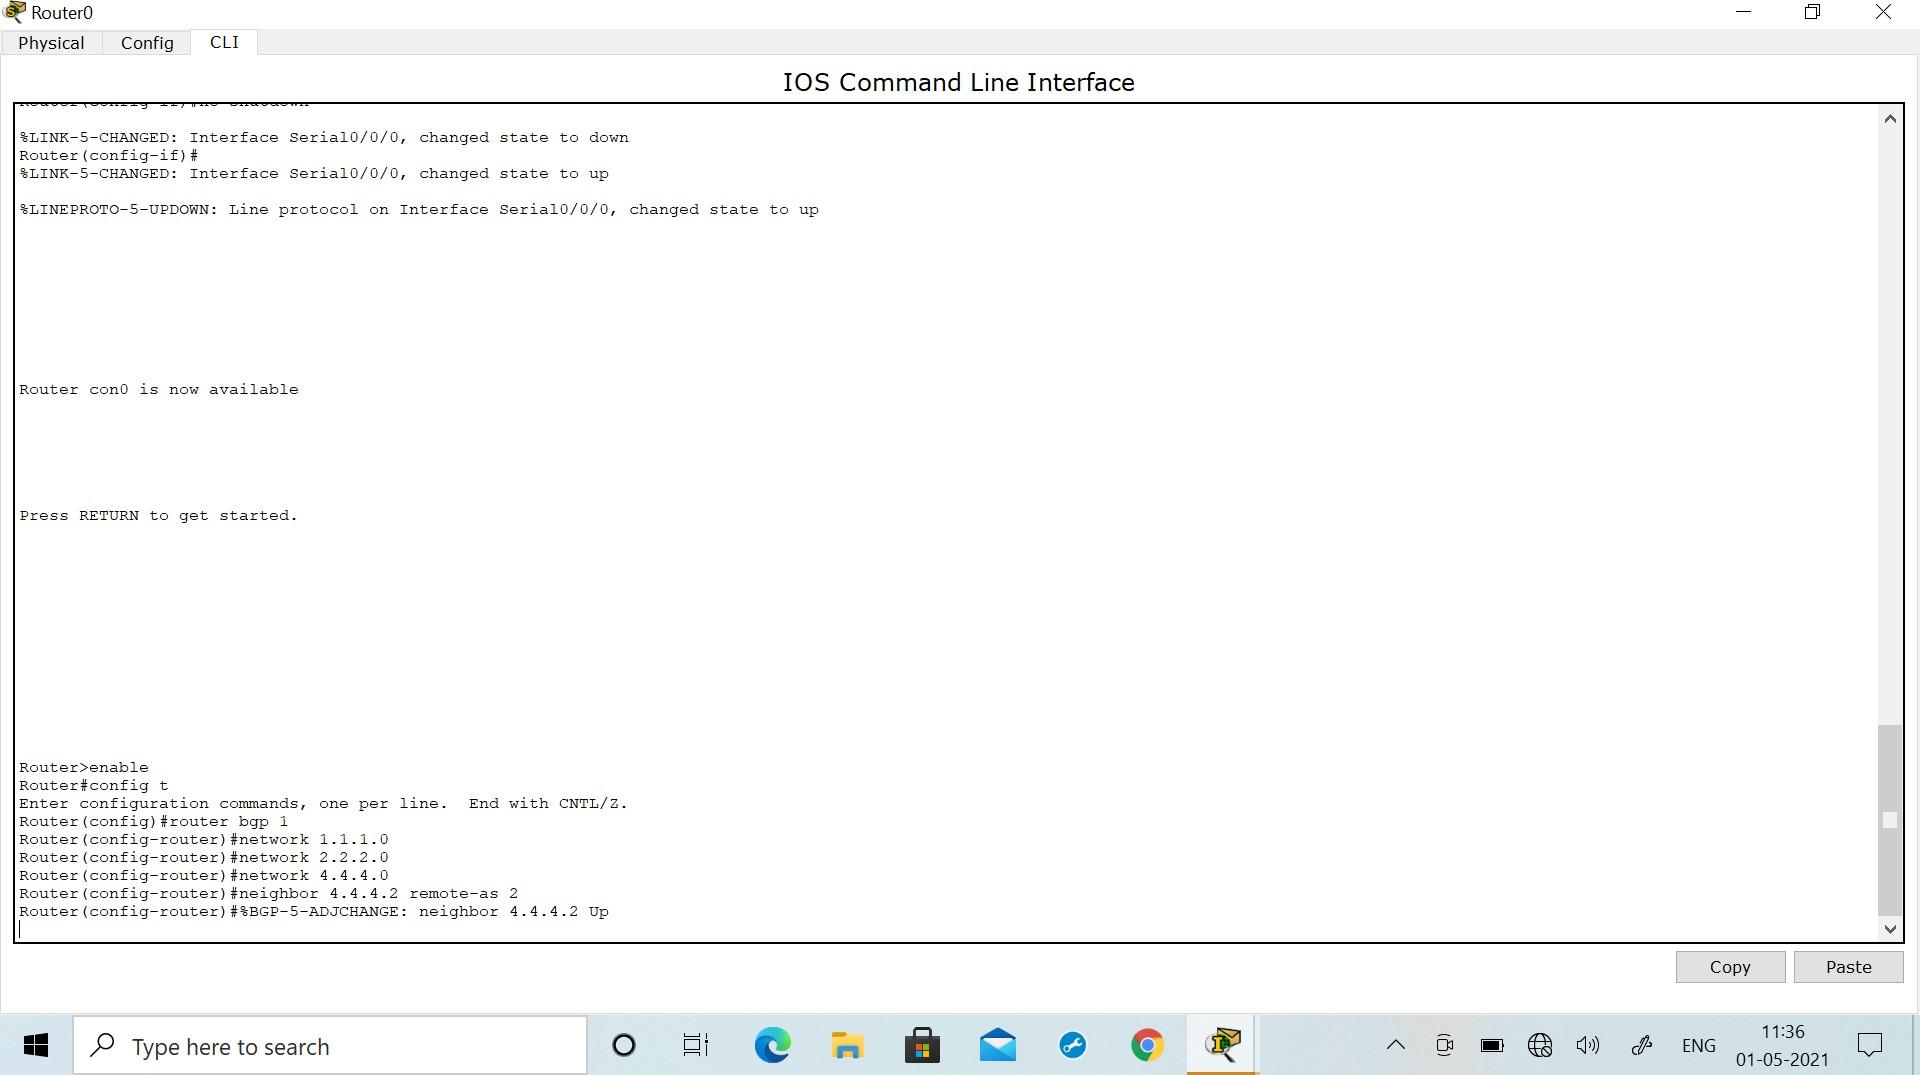 Router0
Physical Config CLI
IOS Command Line Interface
Router(config-if)#no shutdown
%LINK-5-CHANGED: Interface Serial0/0/0, changed state to down
Router(config-if)#
%LINK-5-CHANGED: Interface Serial0/0/0, changed state to up
%LINEPROTO-5-UPDOWN: Line protocol on Interface Serial0/0/0, changed state to up
Router con0 is now available
Press RETURN to get started.
Router>enable
Router#config t
Enter configuration commands, one per line.  End with CNTL/Z.
Router(config)#router bgp 1
Router(config-router)#network 1.1.1.0
Router(config-router)#network 2.2.2.0
Router(config-router)#network 4.4.4.0
Router(config-router)#neighbor 4.4.4.2 remote-as 2
Router(config-router)#%BGP-5-ADJCHANGE: neighbor 4.4.4.2 Up
Copy Paste
Type here to search
ENG
11:36
01-05-2021